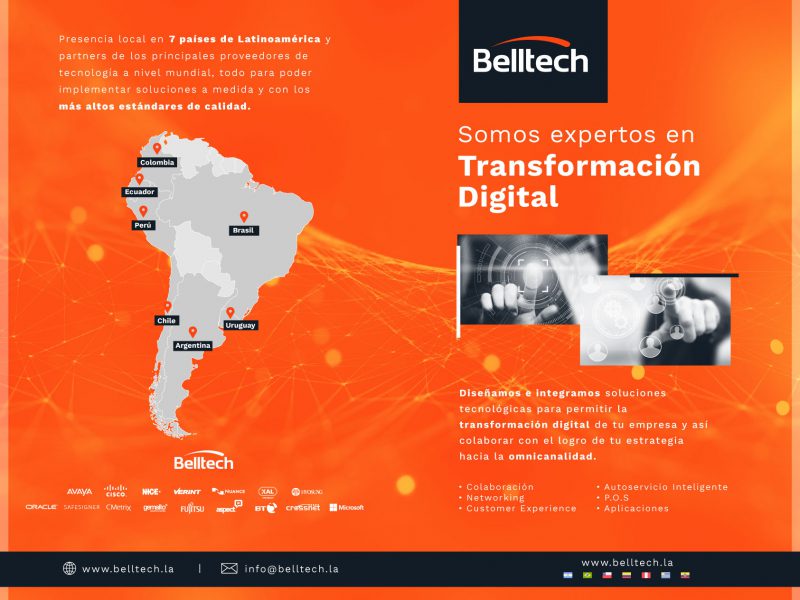 Presencia local en 7 países de Latinoamérica y
partners de los principales proveedores de
tecnología a nivel mundial, todo para poder
implementar soluciones a medida y con los
más altos estándares de calidad.
Colombia
Ecuador
Perú
Brasil
Chile
Uruguay
Argentina
Belltech
AVAYA CISCO NICE VERINT NUANCE XAL HYOSUNG
ORACLE SAFESIGNER CMetrix gemalto FUJITSU aspect BT crossnet Microsoft
www.belltech.la | info@belltech.la
Belltech
Somos expertos en
Transformación
Digital
Diseñamos e integramos soluciones
tecnológicas para permitir la
transformación digital de tu empresa y así
colaborar con el logro de tu estrategia
hacia la omnicanalidad.
• Colaboración
• Networking
• Customer Experience
• Autoservicio Inteligente
• P.O.S
• Aplicaciones
www.belltech.la